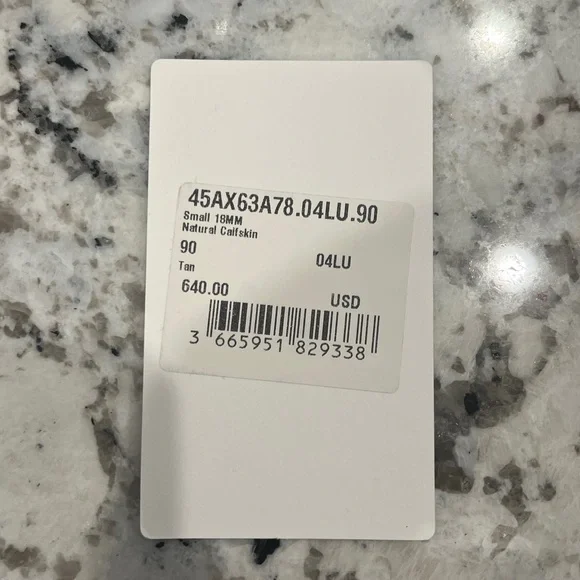 45AX63A78.04LU.90
Small 18MM
Natural Calfskin
90 04LU
Tan
640.00 USD
3 665951 829338